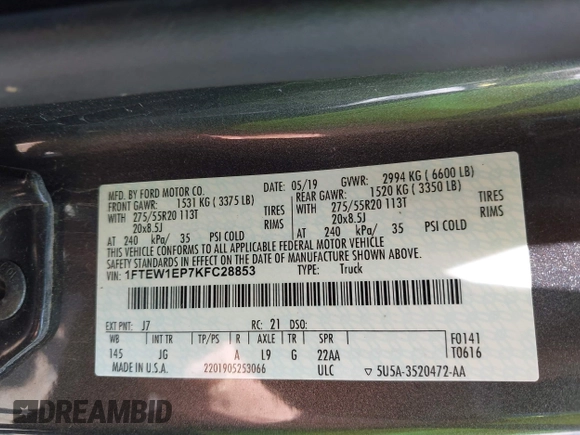 MFD. BY FORD MOTOR CO. DATE: 05/19 GVWR: 2994 KG ( 6600 LB)
FRONT GAWR: 1531 KG ( 3375 LB) REAR GAWR: 1520 KG ( 3350 LB)
WITH 275/55R20 113T TIRES WITH 275/55R20 113T TIRES
20x8.5J RIMS 20x8.5J RIMS
AT 240 kPa/ 35 PSI COLD AT 240 kPa/ 35 PSI COLD
THIS VEHICLE CONFORMS TO ALL APPLICABLE FEDERAL MOTOR VEHICLE
SAFETY STANDARDS IN EFFECT ON THE DATE OF MANUFACTURE SHOWN ABOVE.
VIN: 1FTEW1EP7KFC28853 TYPE: Truck
EXT PNT: J7 RC: 21 DSO:
WB INT TR TP/PS R AXLE TR SPR F0141
145 JG A L9 G 22AA T0616
MADE IN U.S.A. 2201905253066 ULC ▽ 5U5A-3520472-AA
DREAMBID